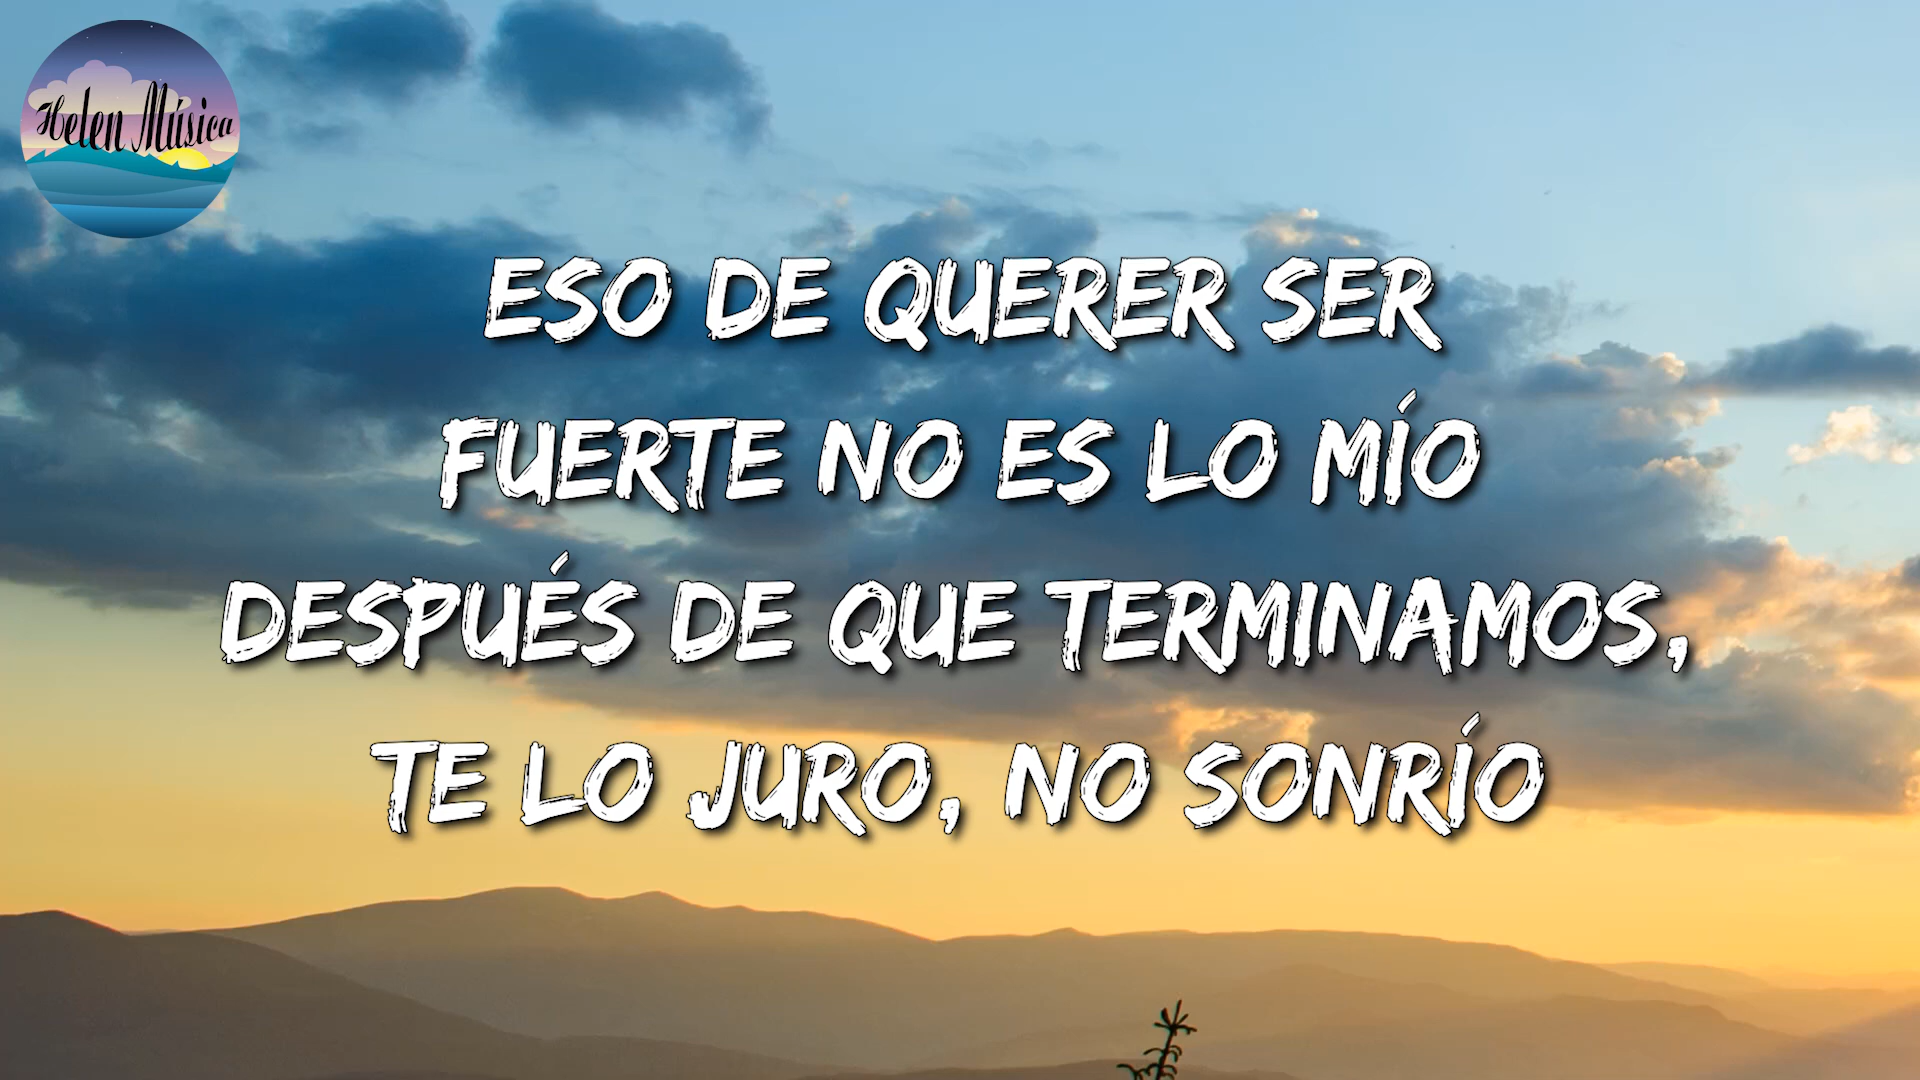 Helen Música
ESO DE QUERER SER
FUERTE NO ES LO MÍO
DESPUÉS DE QUE TERMINAMOS,
TE LO JURO, NO SONRÍO